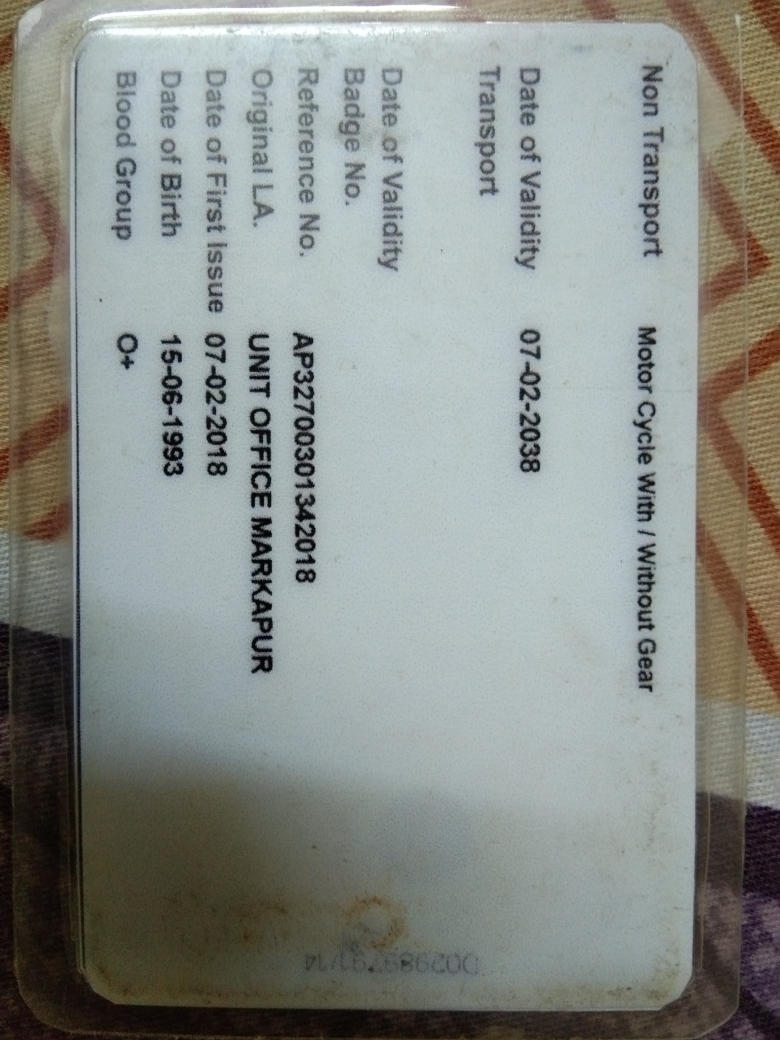 Non Transport Motor Cycle With / Without Gear
Date of Validity 07-02-2038
Transport
Date of Validity
Badge No.
Reference No. AP32700301342018
Original LA. UNIT OFFICE MARKAPUR
Date of First Issue 07-02-2018
Date of Birth 15-06-1993
Blood Group O+